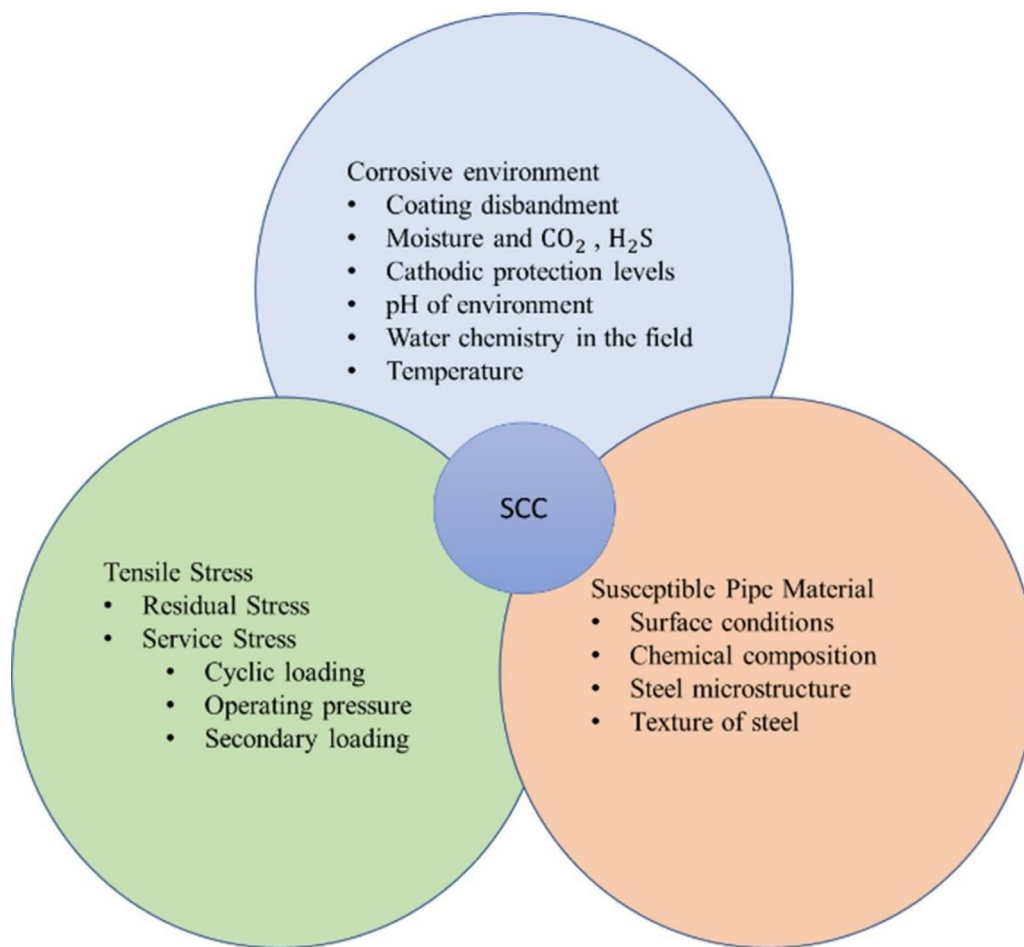 Corrosive environment
• Coating disbandment
• Moisture and CO₂ , H₂S
• Cathodic protection levels
• pH of environment
• Water chemistry in the field
• Temperature
SCC
Tensile Stress
• Residual Stress
• Service Stress
• Cyclic loading
• Operating pressure
• Secondary loading
Susceptible Pipe Material
• Surface conditions
• Chemical composition
• Steel microstructure
• Texture of steel